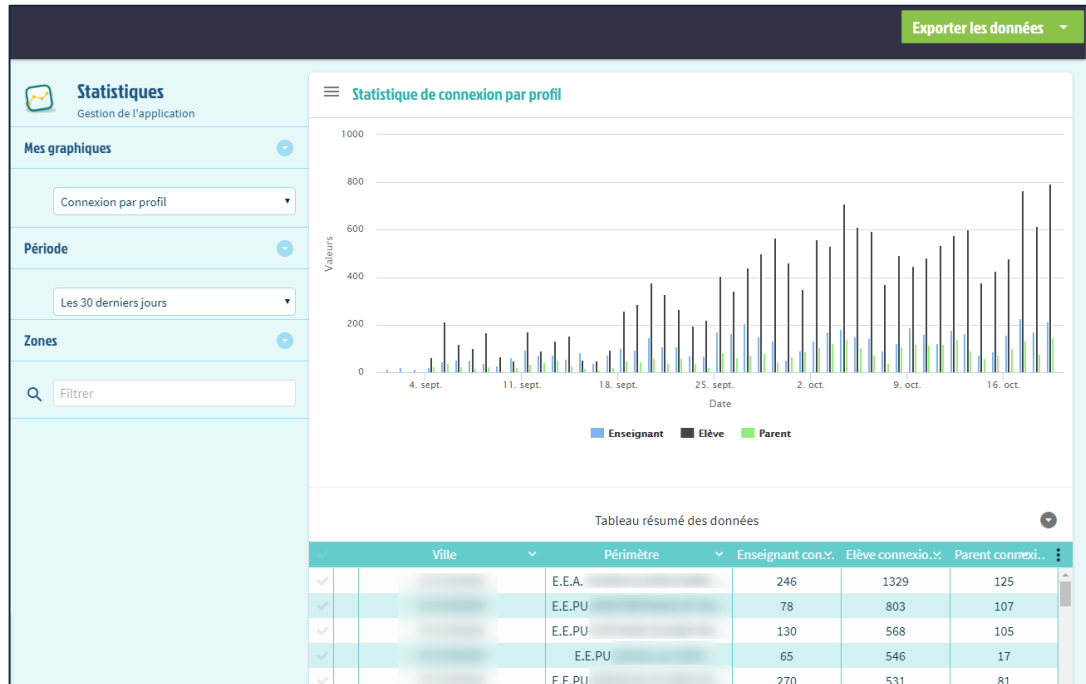 Exporter les données
Statistiques
Gestion de l'application
Mes graphiques
Connexion par profil
Période
Les 30 derniers jours
Zones
Filtrer
Statistique de connexion par profil
1000
800
600
400
200
0
Valeurs
4. sept. 11. sept. 18. sept. 25. sept. 2. oct. 9. oct. 16. oct.
Date
Enseignant Elève Parent
Tableau résumé des données
Ville Périmètre Enseignant con... Elève connexio... Parent connexi...
E.E.A. 246 1329 125
E.E.PU 78 803 107
E.E.PU 130 568 105
E.E.PU 65 546 17
E.E.PU 270 531 81